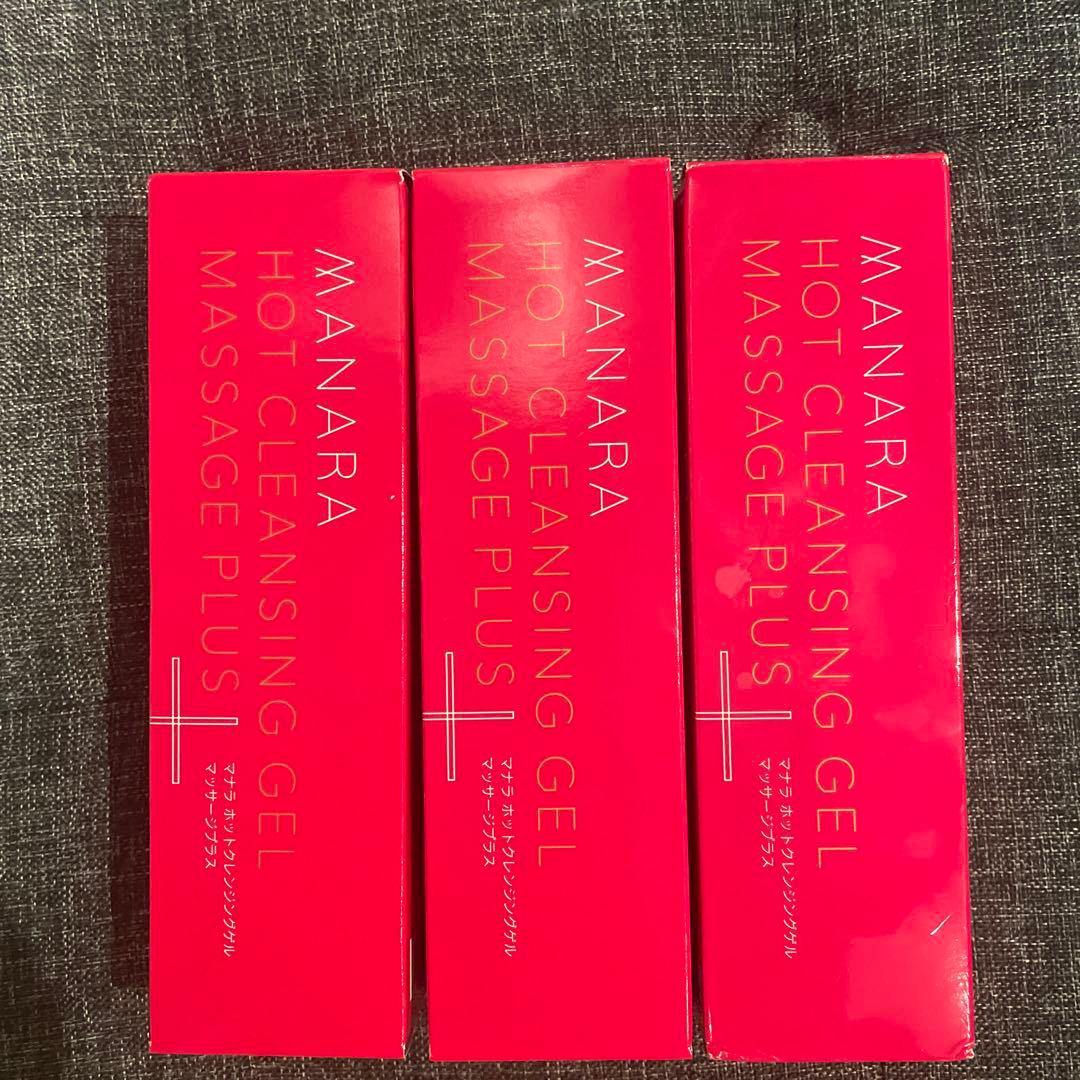 MANARA
HOT CLEANSING GEL
MASSAGE PLUS
マナラ ホットクレンジングゲル
マッサージプラス
MANARA
HOT CLEANSING GEL
MASSAGE PLUS
マナラ ホットクレンジングゲル
マッサージプラス
MANARA
HOT CLEANSING GEL
MASSAGE PLUS
マナラ ホットクレンジングゲル
マッサージプラス